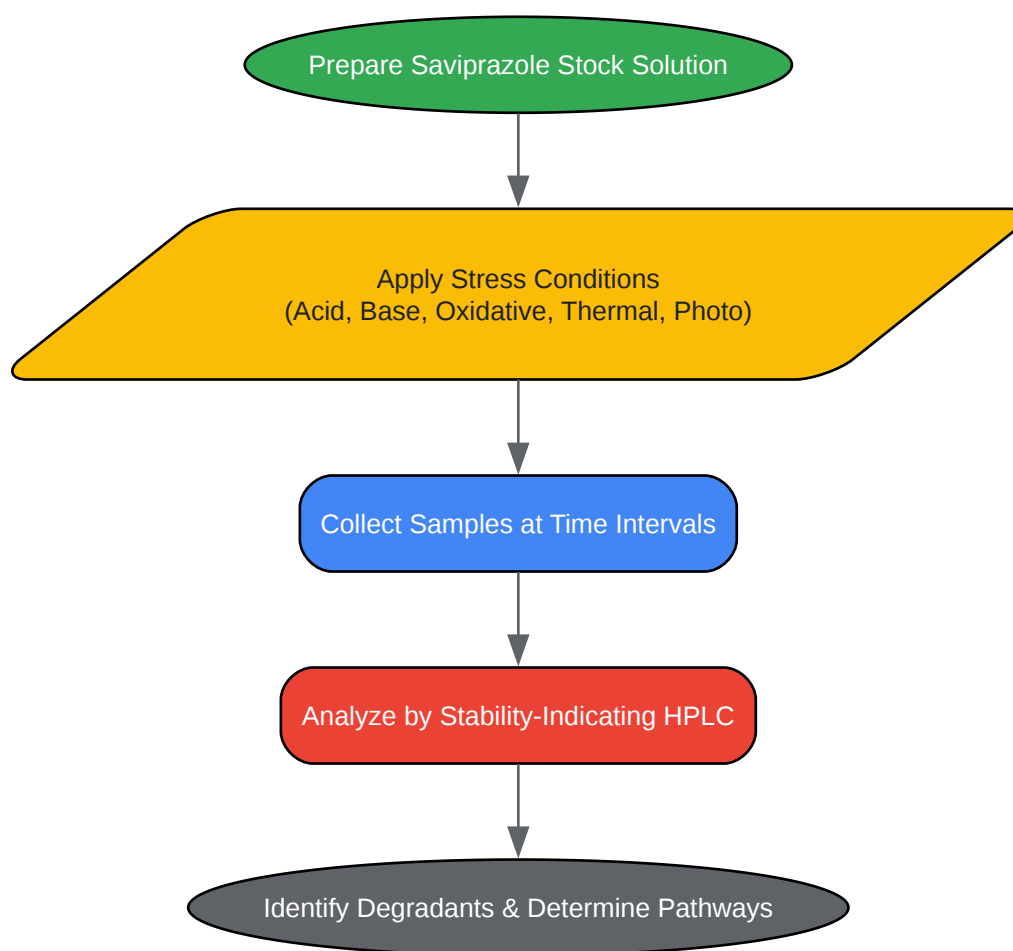 Prepare Saviprazole Stock Solution
Apply Stress Conditions
(Acid, Base, Oxidative, Thermal, Photo)
Collect Samples at Time Intervals
Analyze by Stability-Indicating HPLC
Identify Degradants & Determine Pathways